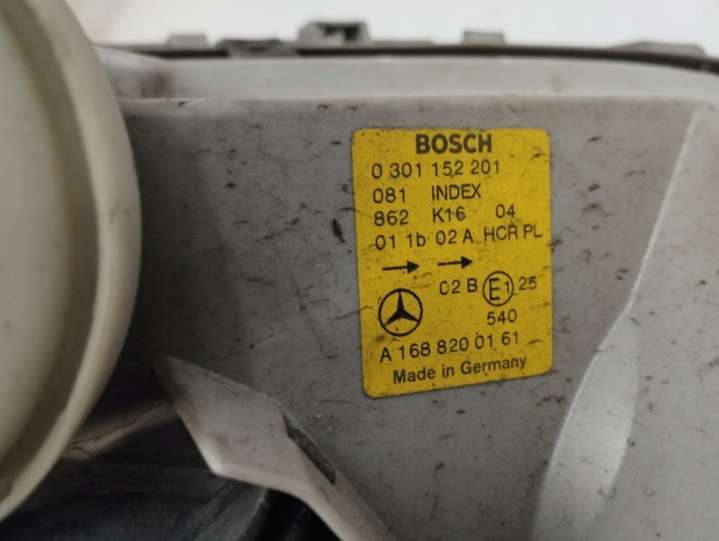 BOSCH
0 301 152 201
081 INDEX
862 K16 04
01 1b 02 A HCR PL
02 B E1 25
540
A 168 820 01 61
Made in Germany